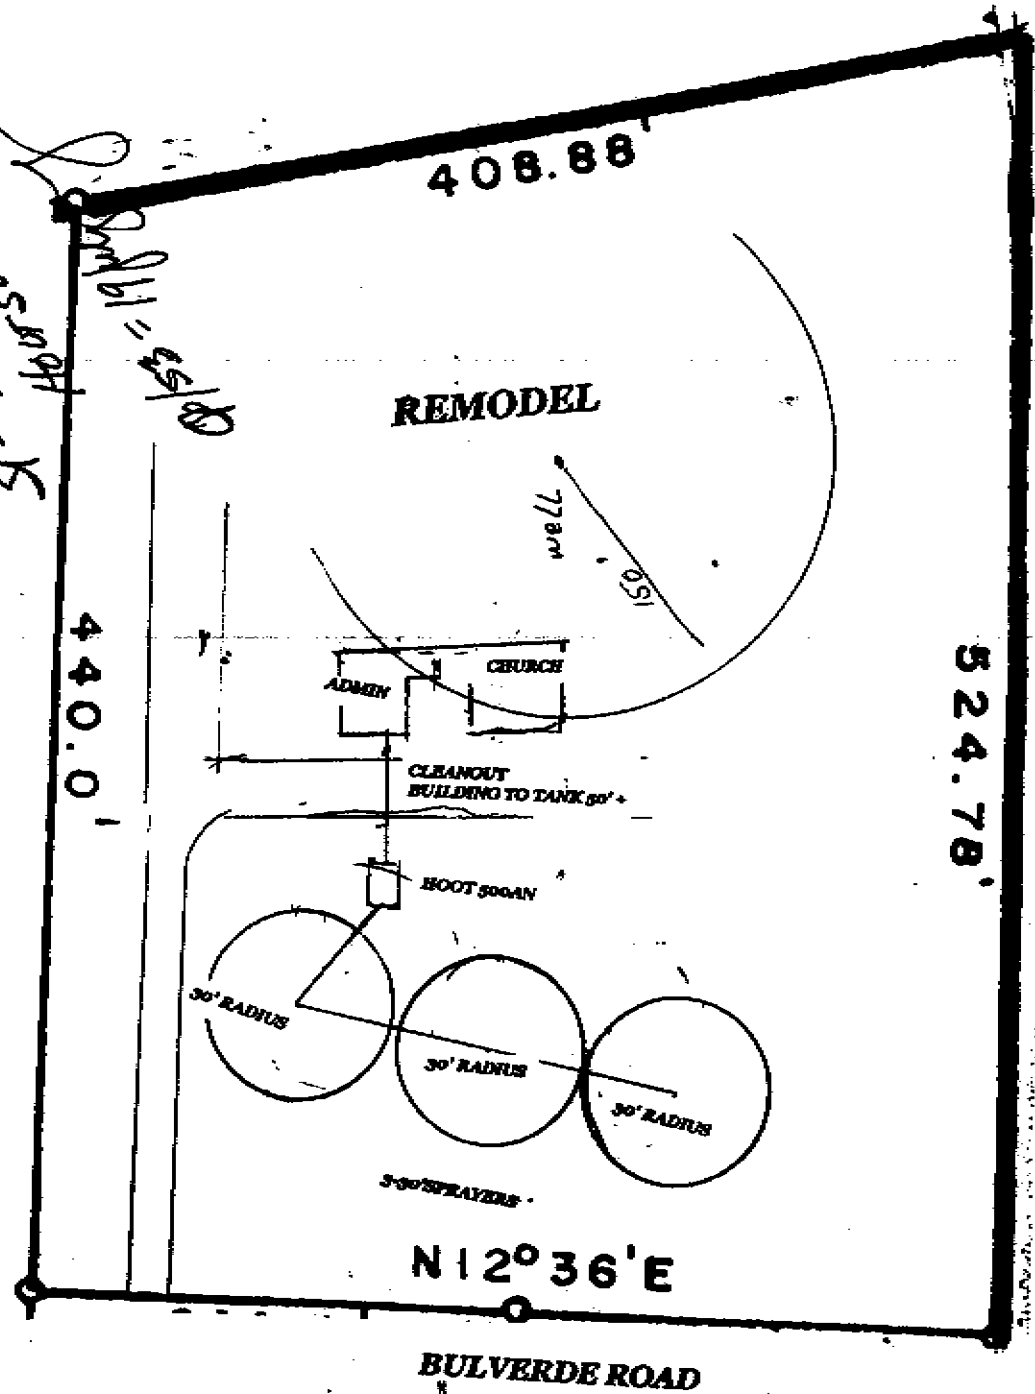 408.88'
REMODEL
150'
440.0'
524.78'
ADMIN
CHURCH
CLEANOUT
BUILDING TO TANK 50'+
HOOT 500AN
30' RADIUS
30' RADIUS
30' RADIUS
3-30'SPRAYERS
N12°36'E
BULVERDE ROAD